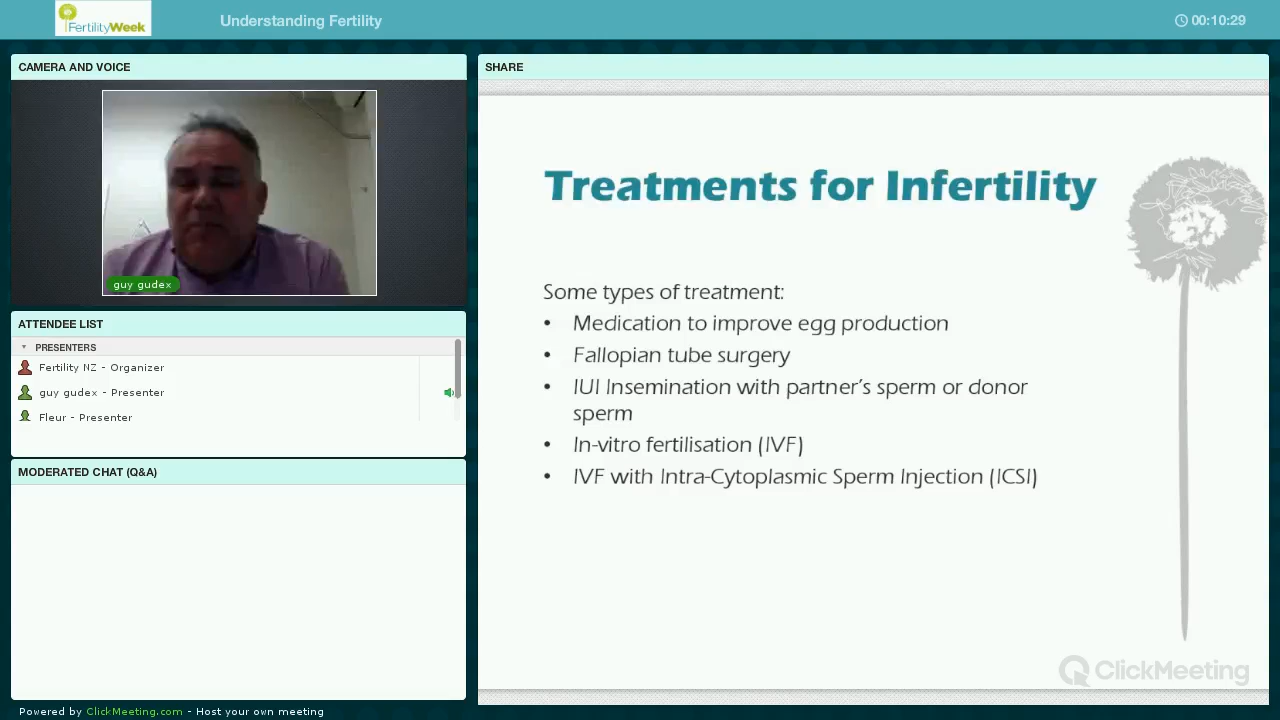 FertilityWeek
Understanding Fertility
00:10:29
CAMERA AND VOICE
guy gudex
ATTENDEE LIST
PRESENTERS
Fertility NZ - Organizer
guy gudex - Presenter
Fleur - Presenter
MODERATED CHAT (Q&A)
SHARE
Treatments for Infertility
Some types of treatment:
• Medication to improve egg production
• Fallopian tube surgery
• IUI Insemination with partner's sperm or donor
sperm
• In-vitro fertilisation (IVF)
• IVF with Intra-Cytoplasmic Sperm Injection (ICSI)
ClickMeeting
Powered by ClickMeeting.com - Host your own meeting